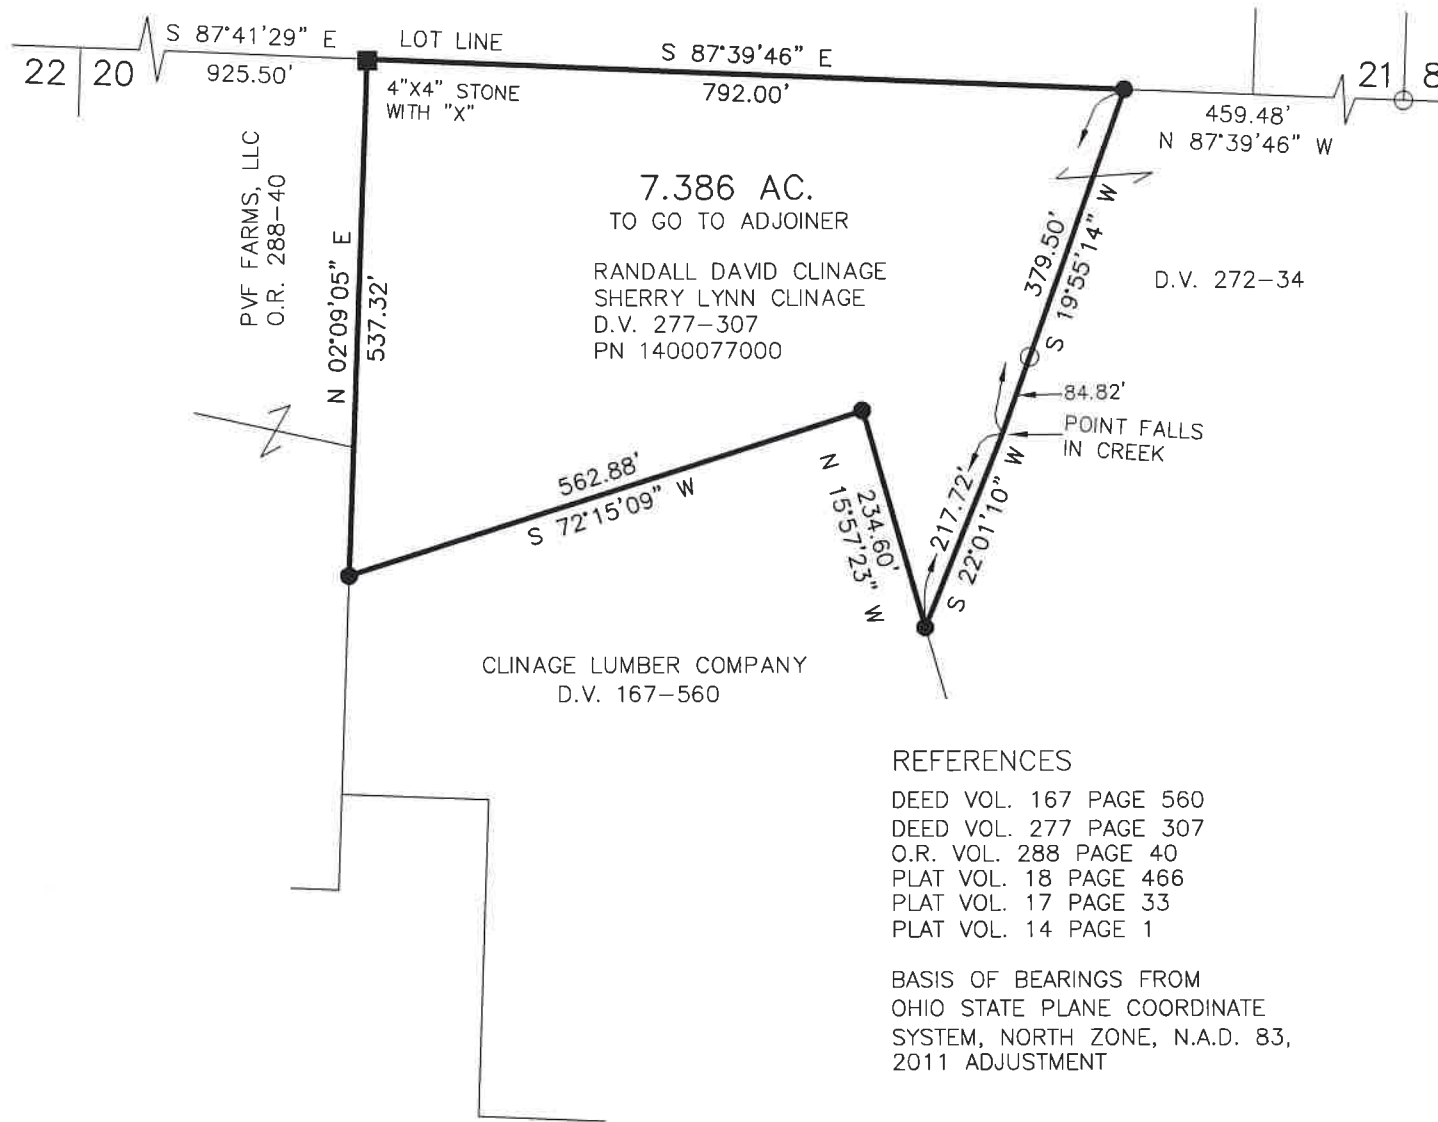 S 87°41'29" E
925.50'
22
20
LOT LINE
4"X4" STONE
WITH "X"
S 87°39'46" E
792.00'
459.48'
N 87°39'46" W
21
8
PVF FARMS, LLC
O.R. 288-40
N 02°09'05" E
537.32'
7.386 AC.
TO GO TO ADJOINER
RANDALL DAVID CLINAGE
SHERRY LYNN CLINAGE
D.V. 277-307
PN 1400077000
379.50'
S 19°55'14" W
D.V. 272-34
84.82'
POINT FALLS
IN CREEK
562.88'
S 72°15'09" W
234.60'
N 15°57'23" W
217.72'
S 22°01'10" W
CLINAGE LUMBER COMPANY
D.V. 167-560
REFERENCES
DEED VOL. 167 PAGE 560
DEED VOL. 277 PAGE 307
O.R. VOL. 288 PAGE 40
PLAT VOL. 18 PAGE 466
PLAT VOL. 17 PAGE 33
PLAT VOL. 14 PAGE 1
BASIS OF BEARINGS FROM
OHIO STATE PLANE COORDINATE
SYSTEM, NORTH ZONE, N.A.D. 83,
2011 ADJUSTMENT